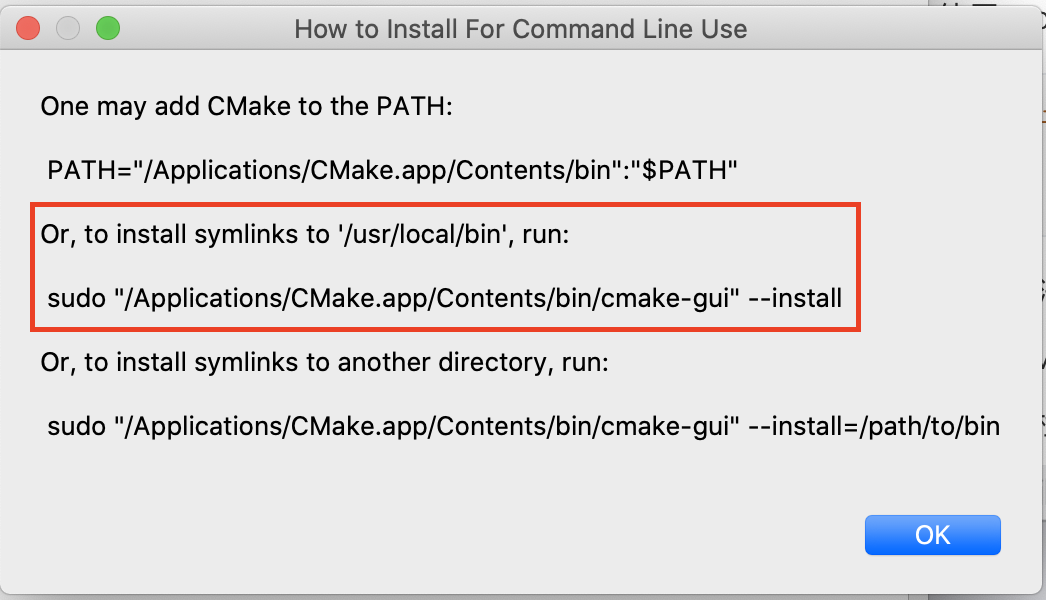 How to Install For Command Line Use
One may add CMake to the PATH:
PATH="/Applications/CMake.app/Contents/bin":"$PATH"
Or, to install symlinks to '/usr/local/bin', run:
sudo "/Applications/CMake.app/Contents/bin/cmake-gui" --install
Or, to install symlinks to another directory, run:
sudo "/Applications/CMake.app/Contents/bin/cmake-gui" --install=/path/to/bin
OK